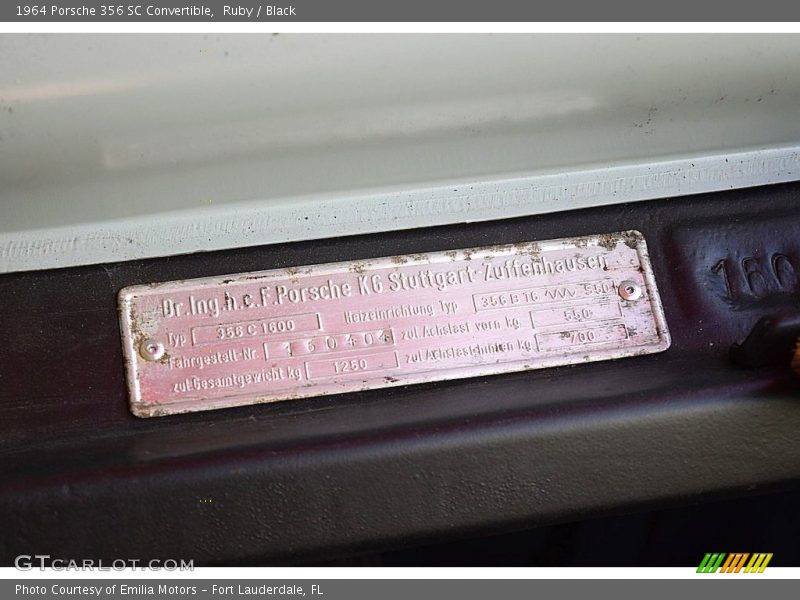 1964 Porsche 356 SC Convertible, Ruby / Black
Dr.Ing.h.c.F.Porsche KG Stuttgart-Zuffenhausen
Typ 356 C 1600 Heizeinrichtung Typ 356 B 16 550
Fahrgestell-Nr. 160404 zul.Achslast vorn kg. 550
zul.Gesamtgewicht kg 1250 zul.Achslast hinten kg. 700
160
GTCARLOT.COM
Photo Courtesy of Emilia Motors – Fort Lauderdale, FL